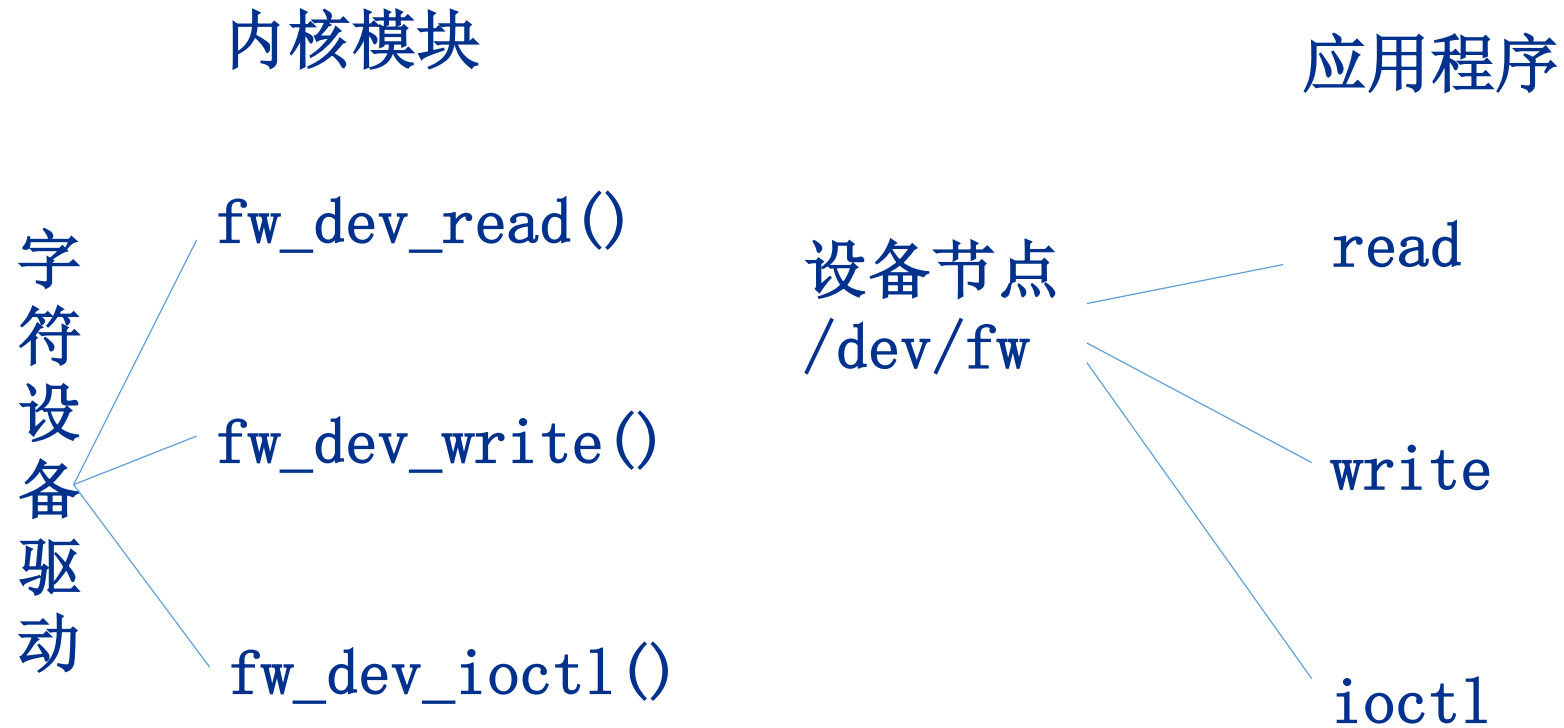 内核模块
应用程序
字符设备驱动
fw_dev_read()
fw_dev_write()
fw_dev_ioctl()
设备节点
/dev/fw
read
write
ioctl